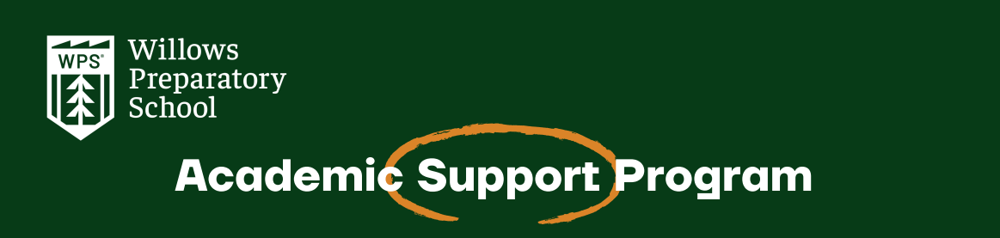 WPS®
Willows
Preparatory
School
Academic Support Program